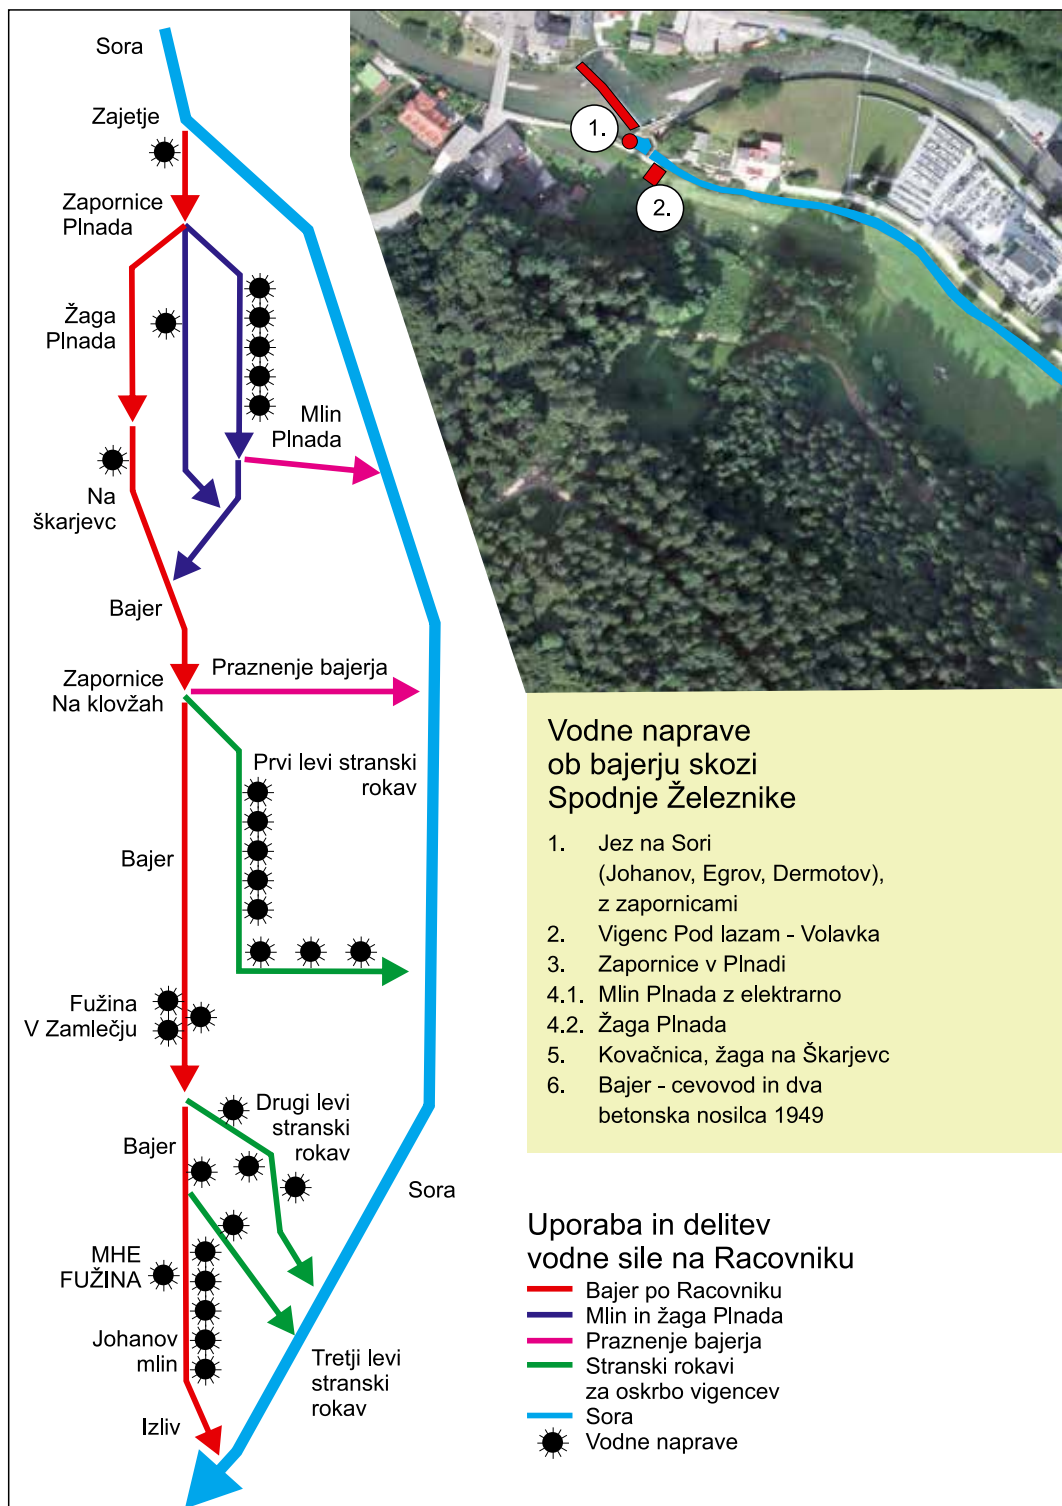 Sora
Zajetje
Zapornice
Plnada
Žaga
Plnada
Mlin
Plnada
Na
škarjevc
Bajer
Zapornice
Na klovžah
Praznenje bajerja
Prvi levi stranski
rokav
Bajer
Fužina
V Zamlečju
Drugi levi
stranski
rokav
Bajer
Sora
MHE
FUŽINA
Johanov
mlin
Tretji levi
stranski
rokav
Izliv
1.
2.
Vodne naprave
ob bajerju skozi
Spodnje Železnike
1. Jez na Sori
(Johanov, Egrov, Dermotov),
z zapornicami
2. Vigenc Pod lazam - Volavka
3. Zapornice v Plnadi
4.1. Mlin Plnada z elektrarno
4.2. Žaga Plnada
5. Kovačnica, žaga na Škarjevc
6. Bajer - cevovod in dva
betonska nosilca 1949
Uporaba in delitev
vodne sile na Racovniku
Bajer po Racovniku
Mlin in žaga Plnada
Praznenje bajerja
Stranski rokavi
za oskrbo vigencev
Sora
Vodne naprave